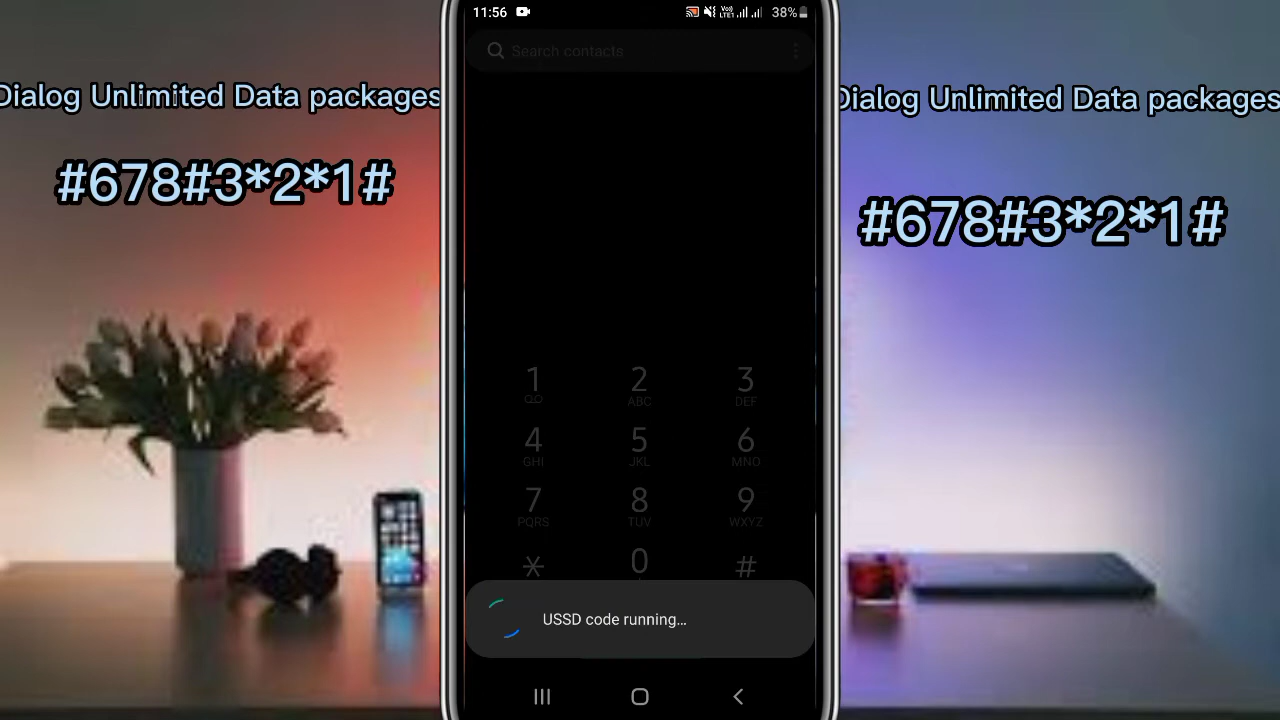 11:56
Vo)) LTE1
38%
Search contacts
Dialog Unlimited Data packages
#678#3*2*1#
Dialog Unlimited Data packages
#678#3*2*1#
1
2 ABC
3 DEF
4 GHI
5 JKL
6 MNO
7 PQRS
8 TUV
9 WXYZ
*
0
#
USSD code running...